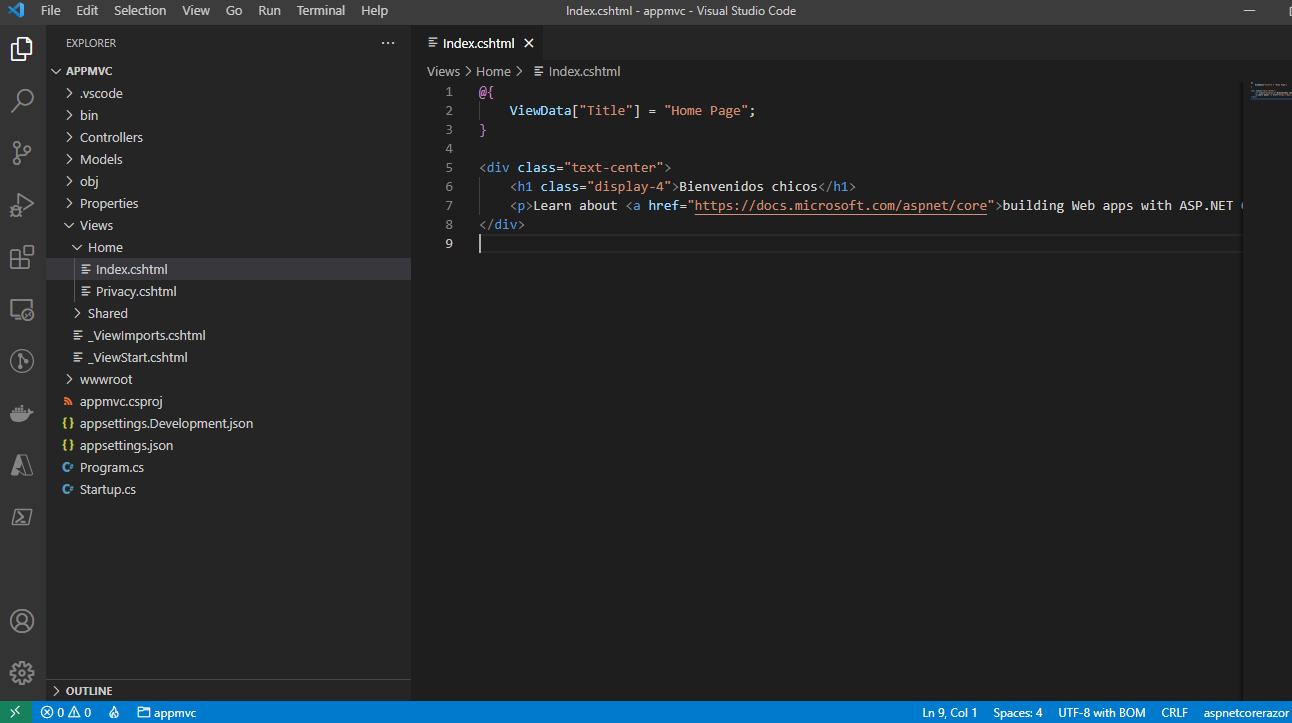 File Edit Selection View Go Run Terminal Help Index.cshtml - appmvc - Visual Studio Code
EXPLORER
APPMVC
.vscode
bin
Controllers
Models
obj
Properties
Views
Home
Index.cshtml
Privacy.cshtml
Shared
_ViewImports.cshtml
_ViewStart.cshtml
wwwroot
appmvc.csproj
{} appsettings.Development.json
{} appsettings.json
C# Program.cs
C# Startup.cs
OUTLINE
Index.cshtml
Views > Home > Index.cshtml
1 @{
2 ViewData["Title"] = "Home Page";
3 }
4
5 <div class="text-center">
6 <h1 class="display-4">Bienvenidos chicos</h1>
7 <p>Learn about <a href="https://docs.microsoft.com/aspnet/core">building Web apps with ASP.NET
8 </div>
9
0 0 appmvc Ln 9, Col 1 Spaces: 4 UTF-8 with BOM CRLF aspnetcorerazor